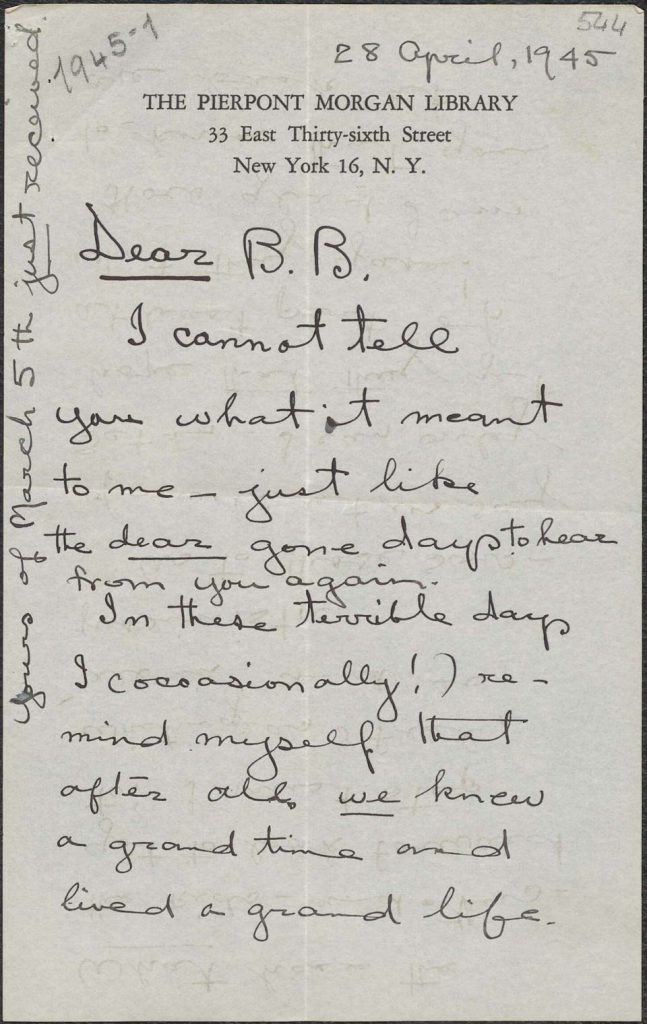 544
1945-1
28 April, 1945
THE PIERPONT MORGAN LIBRARY
33 East Thirty-sixth Street
New York 16, N. Y.
Dear B. B.
I cannot tell
you what it meant
to me – just like
the dear gone days to hear
from you again.
In these terrible days
I (occasionally!) re-
mind myself that
after all, we knew
a grand time and
lived a grand life.
Yours of March 5th just received.